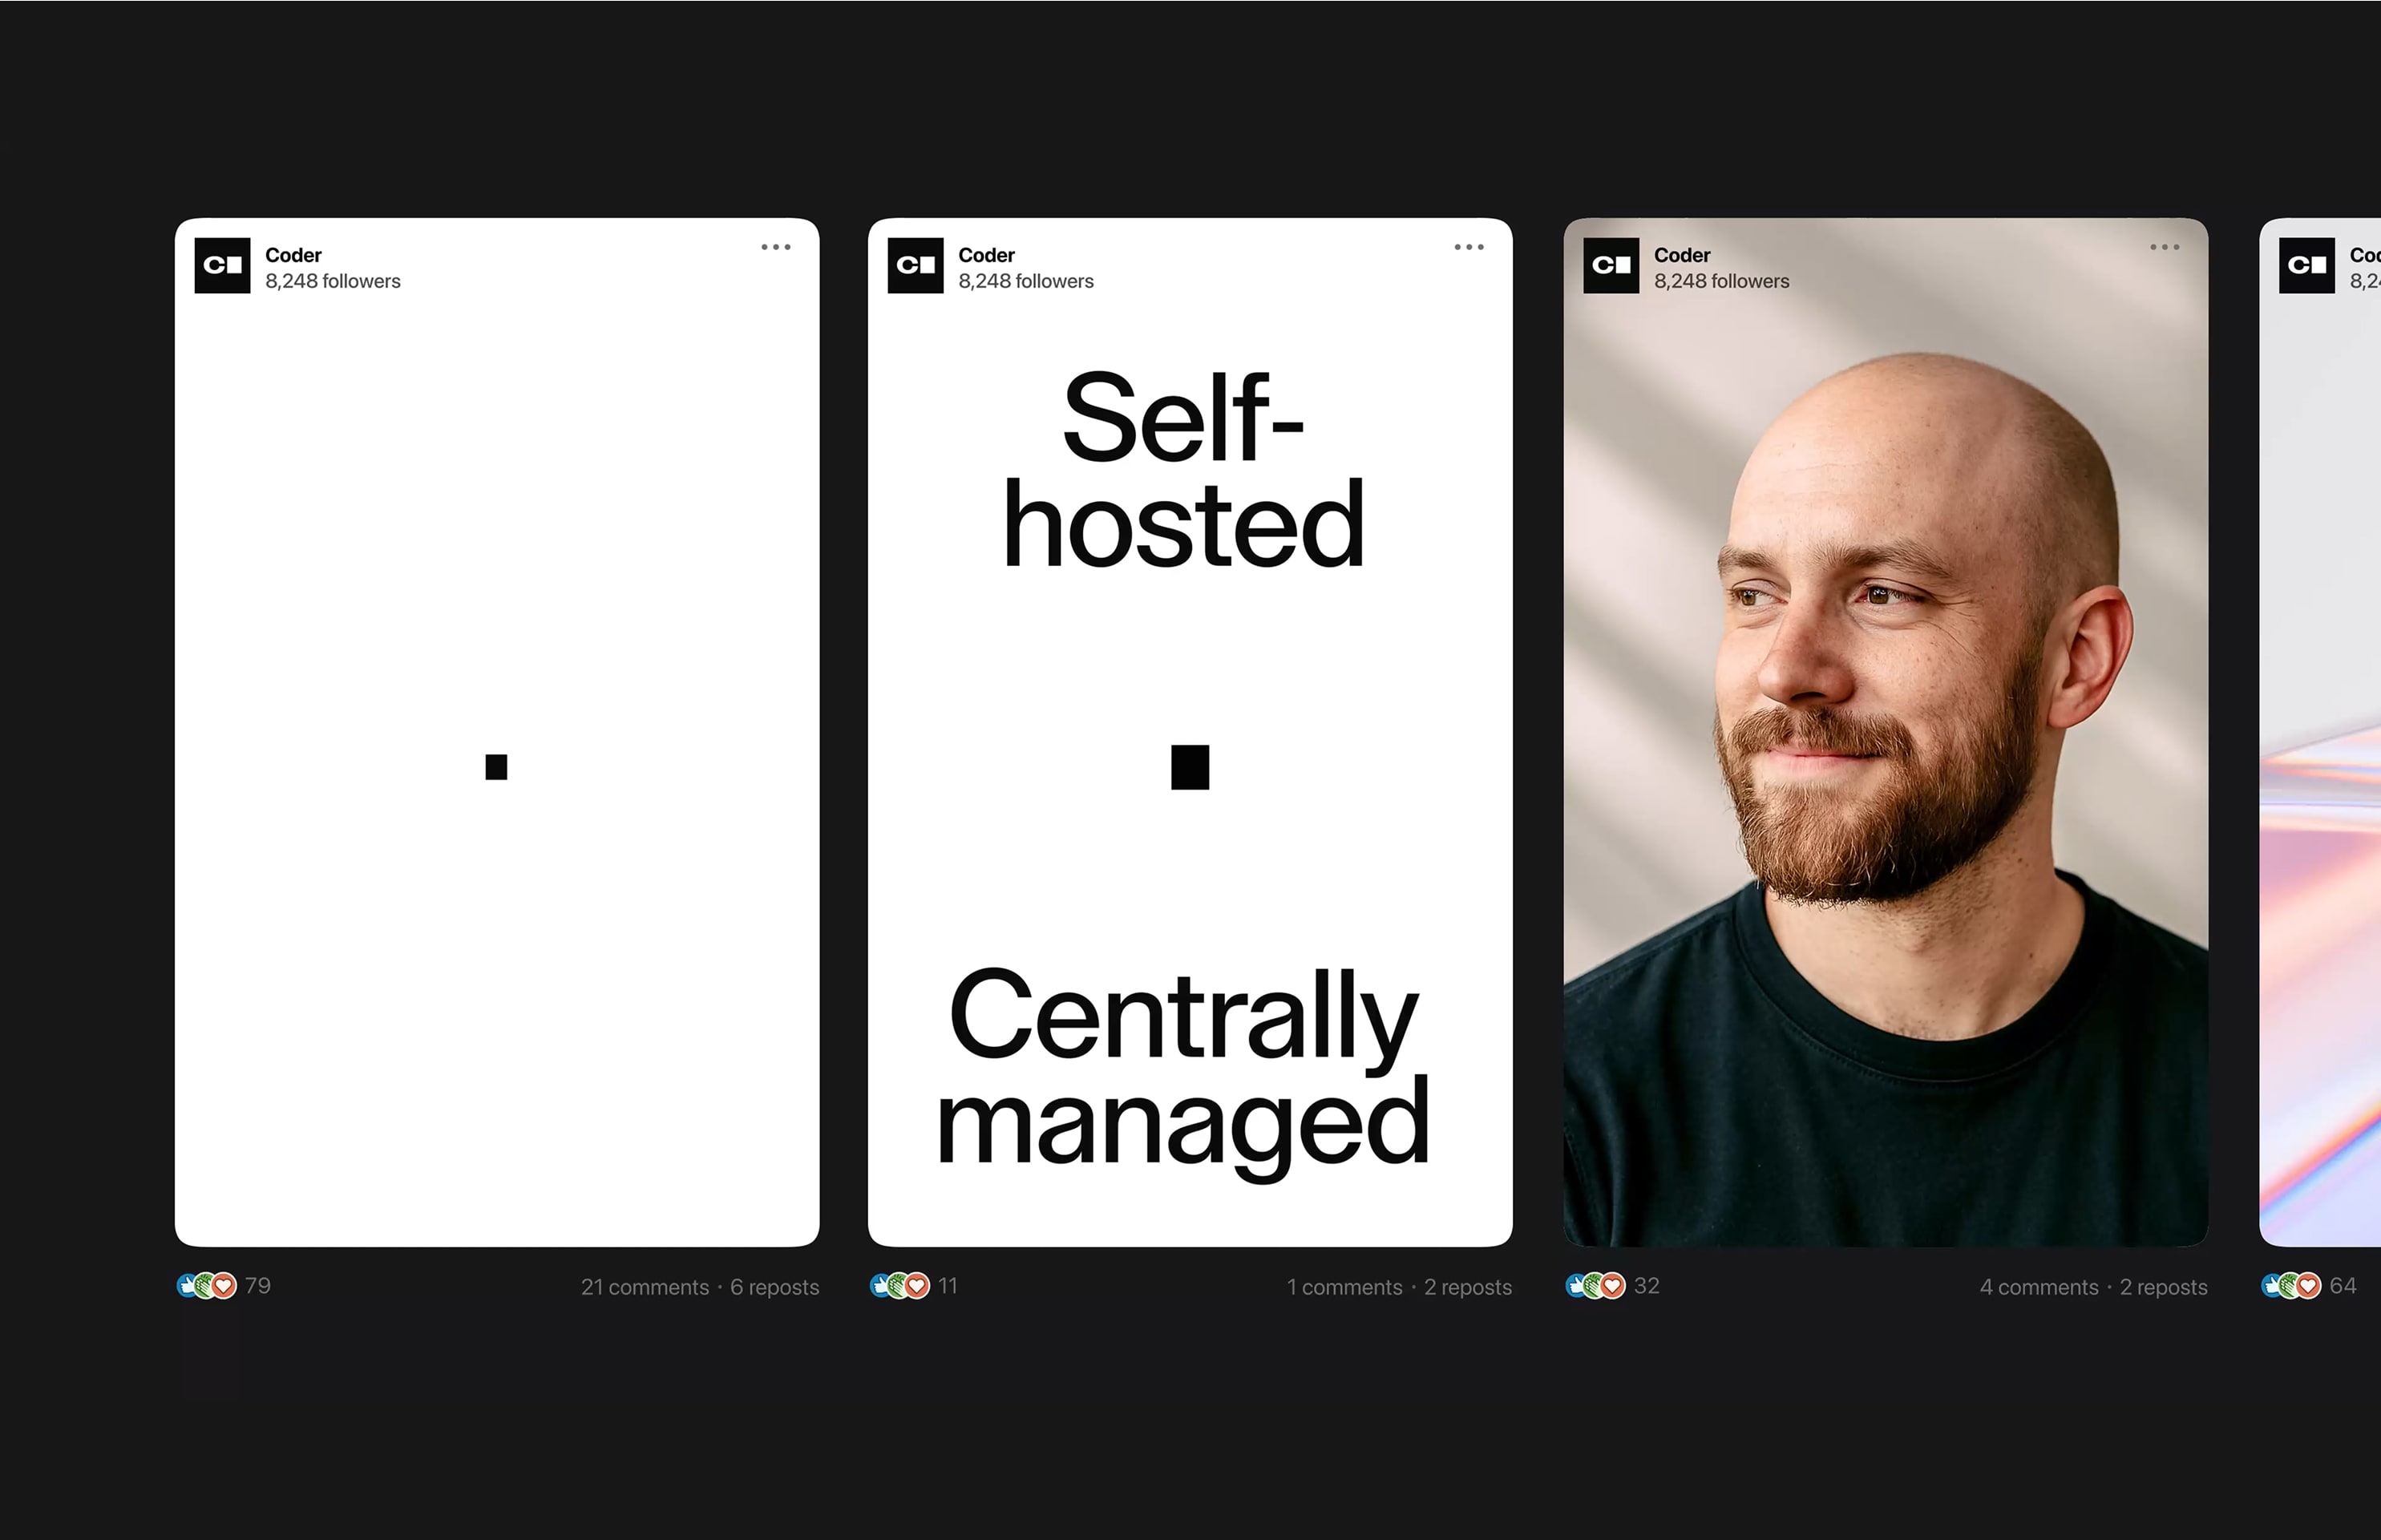 C
Coder
8,248 followers
79
21 comments · 6 reposts
C
Coder
8,248 followers
Self-
hosted
Centrally
managed
11
1 comments · 2 reposts
C
Coder
8,248 followers
32
4 comments · 2 reposts
C
64